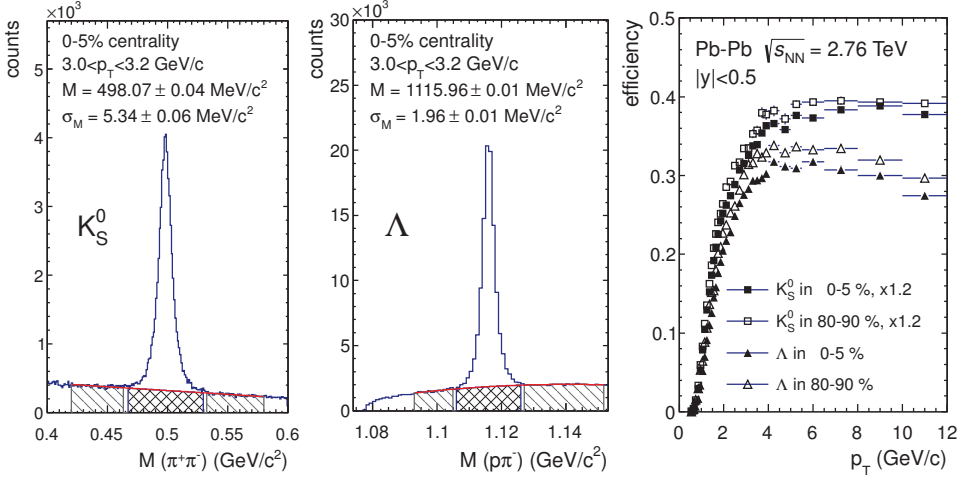 ×10³
counts
5
4
3
2
1
0
0-5% centrality
3.0<p_T<3.2 GeV/c
M = 498.07 ± 0.04 MeV/c²
σ_M = 5.34 ± 0.06 MeV/c²
K⁰_S
0.4 0.5 0.6
M (π⁺π⁻) (GeV/c²)
×10³
counts
30
20
15
10
5
0
0-5% centrality
3.0<p_T<3.2 GeV/c
M = 1115.96 ± 0.01 MeV/c²
σ_M = 1.96 ± 0.01 MeV/c²
Λ
1.08 1.1 1.12 1.14
M (pπ⁻) (GeV/c²)
efficiency
0.5
0.4
0.3
0.2
0.1
0
Pb-Pb √s_NN = 2.76 TeV
|y|<0.5
K⁰_S in 0-5 %, x1.2
K⁰_S in 80-90 %, x1.2
Λ in 0-5 %
Λ in 80-90 %
0 2 4 6 8 10 12
p_T (GeV/c)